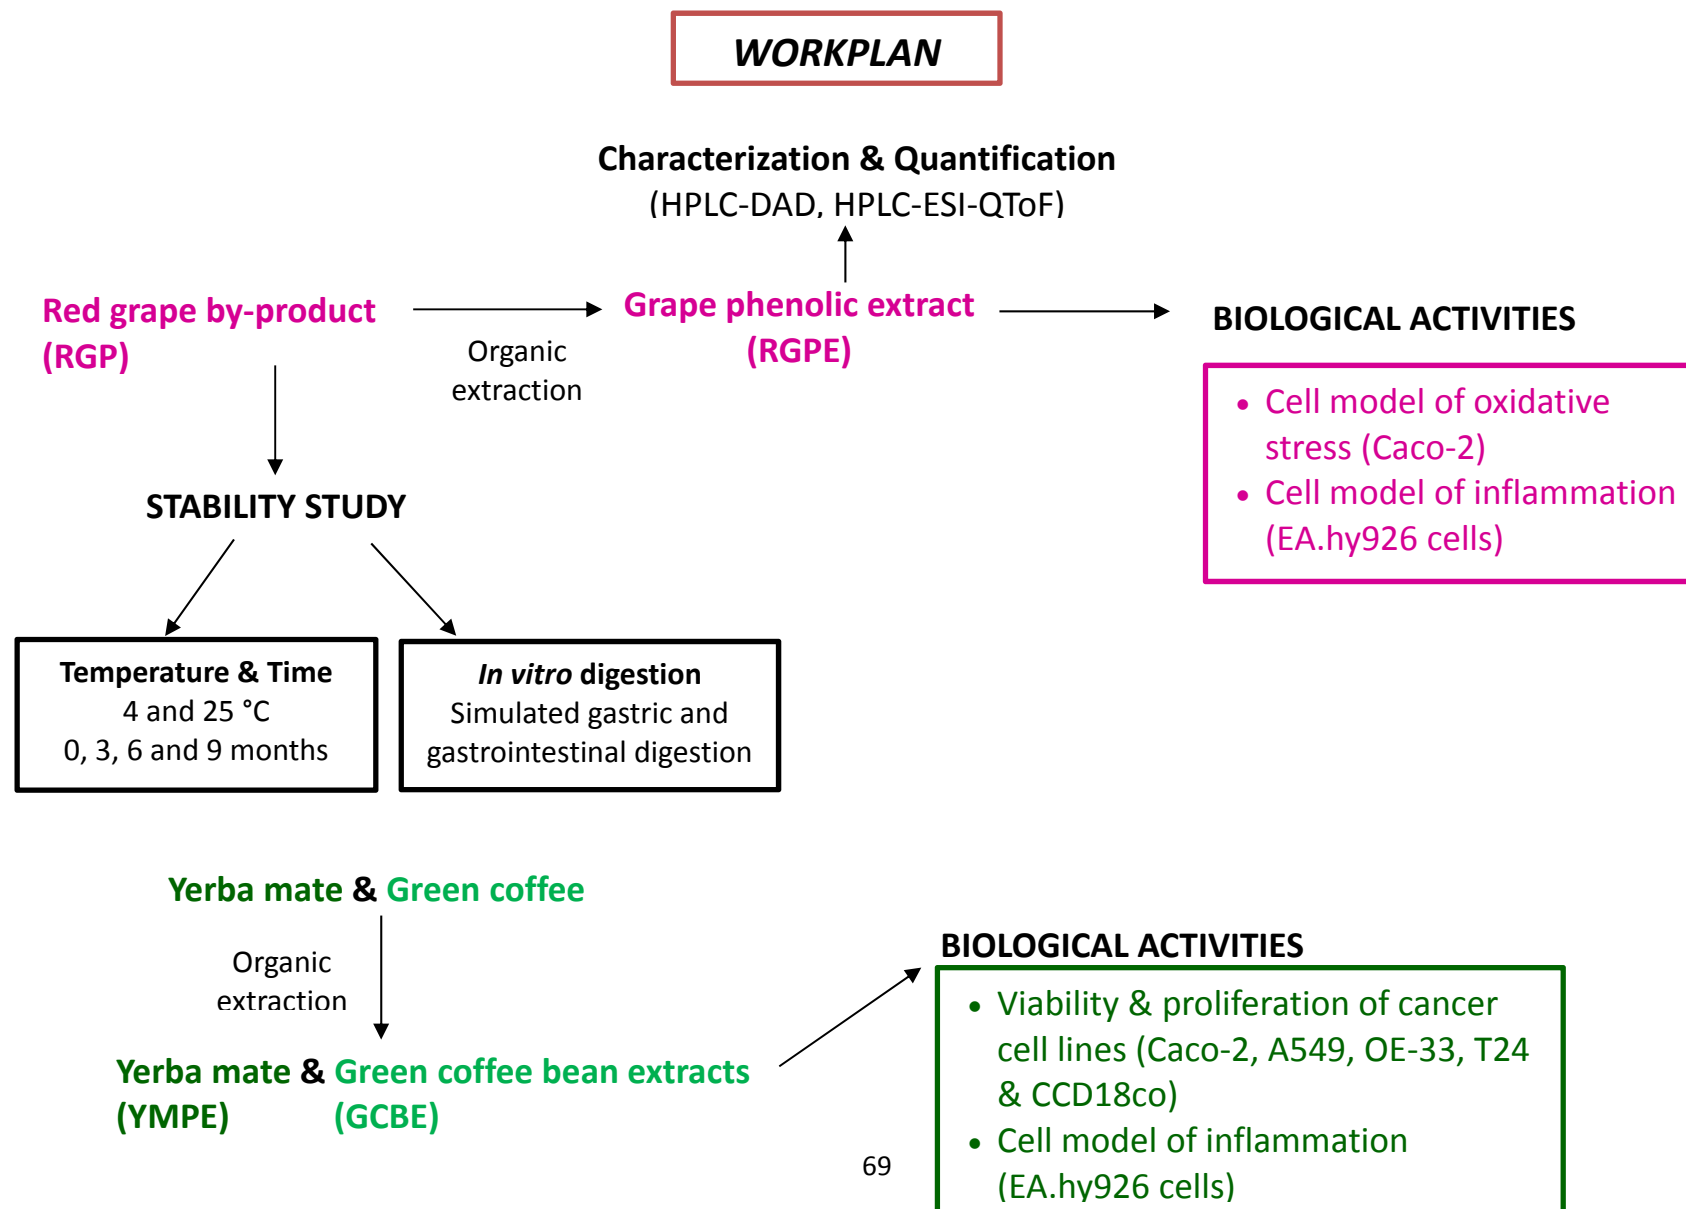 WORKPLAN
Characterization & Quantification
(HPLC-DAD, HPLC-ESI-QToF)
Red grape by-product
(RGP)
Organic
extraction
Grape phenolic extract
(RGPE)
BIOLOGICAL ACTIVITIES
• Cell model of oxidative
stress (Caco-2)
• Cell model of inflammation
(EA.hy926 cells)
STABILITY STUDY
Temperature & Time
4 and 25 °C
0, 3, 6 and 9 months
In vitro digestion
Simulated gastric and
gastrointestinal digestion
Yerba mate & Green coffee
Organic
extraction
Yerba mate & Green coffee bean extracts
(YMPE) (GCBE)
BIOLOGICAL ACTIVITIES
• Viability & proliferation of cancer
cell lines (Caco-2, A549, OE-33, T24
& CCD18co)
• Cell model of inflammation
(EA.hy926 cells)
69